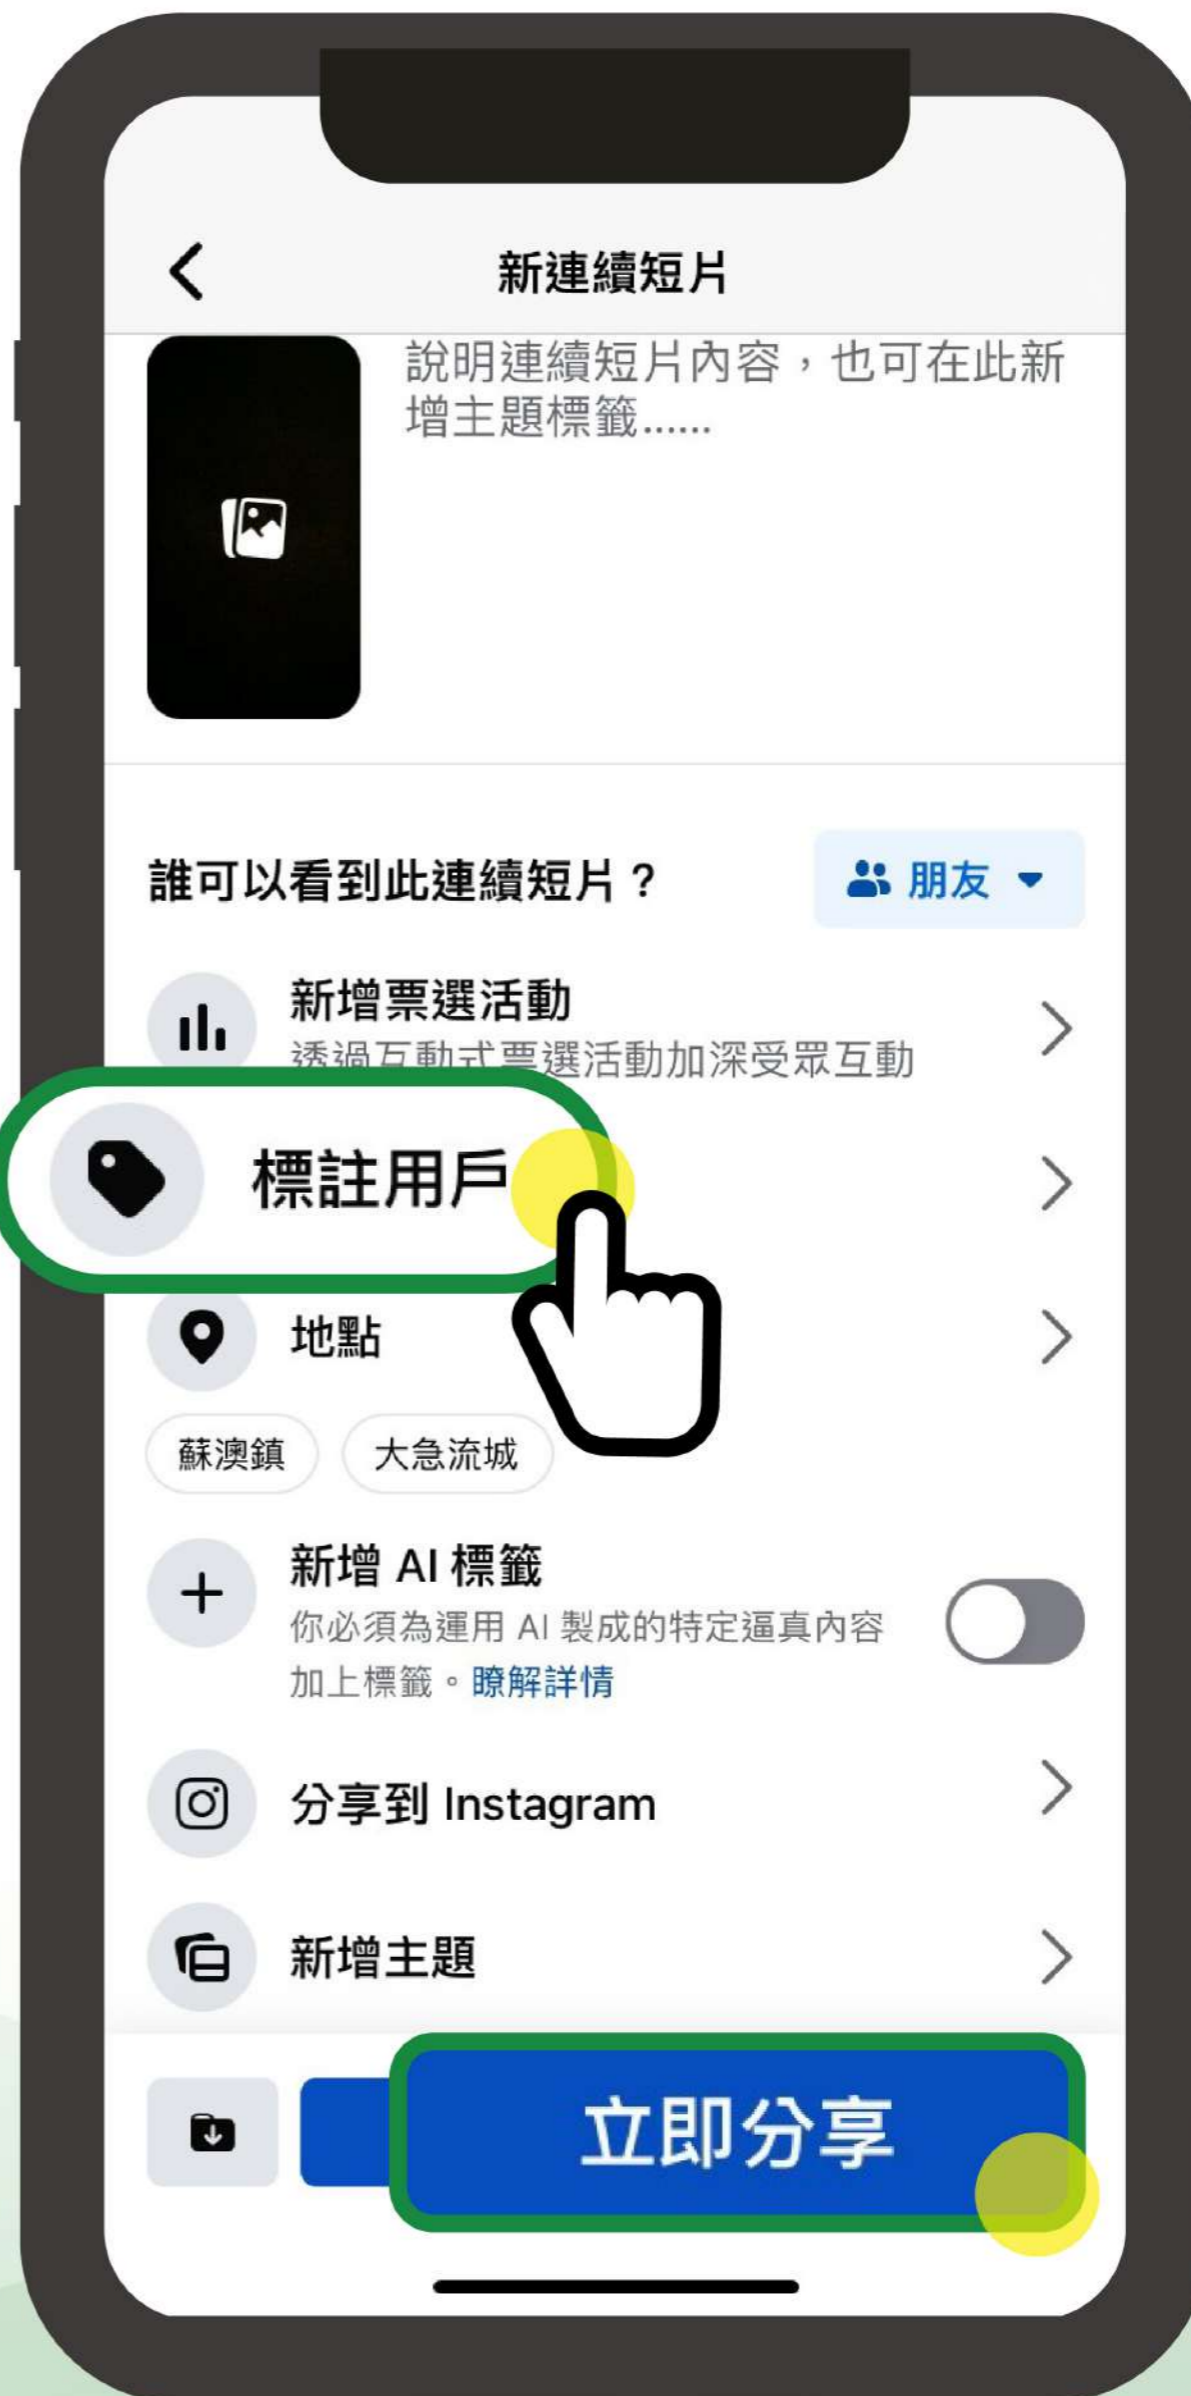 新連續短片
說明連續短片內容，也可在此新
增主題標籤......
誰可以看到此連續短片？
朋友
新增票選活動
透過互動式票選活動加深受眾互動
標註用戶
地點
蘇澳鎮
大急流城
新增 AI 標籤
你必須為運用 AI 製成的特定逼真內容
加上標籤。瞭解詳情
分享到 Instagram
新增主題
立即分享